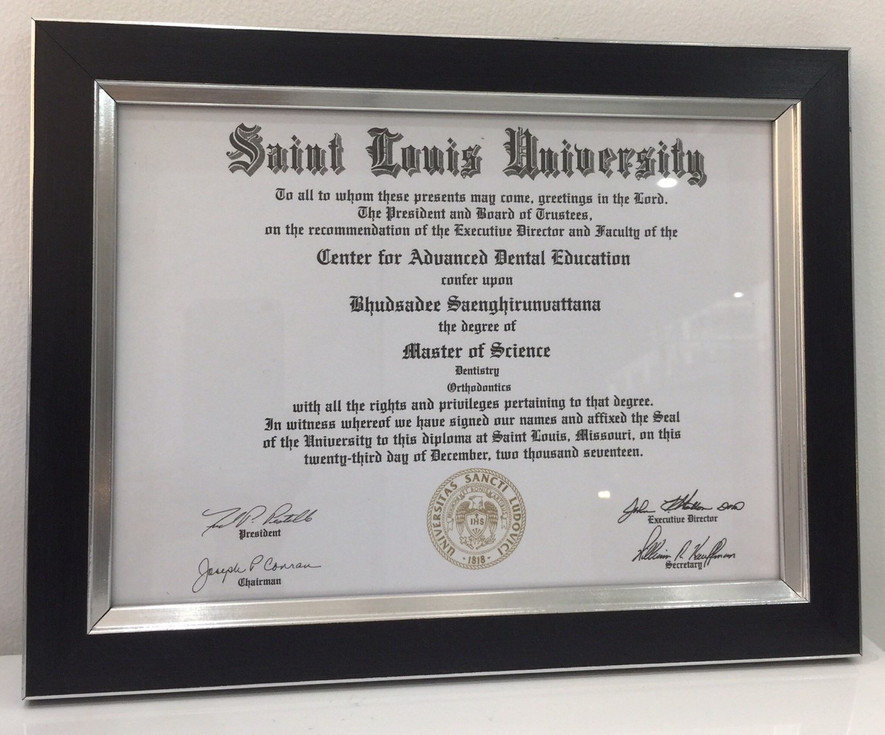 Saint Louis University
To all to whom these presents may come, greetings in the Lord.
The President and Board of Trustees,
on the recommendation of the Executive Director and Faculty of the
Center for Advanced Dental Education
confer upon
Bhudsadee Saenghirunvattana
the degree of
Master of Science
Dentistry
Orthodontics
with all the rights and privileges pertaining to that degree.
In witness whereof we have signed our names and affixed the Seal
of the University to this diploma at Saint Louis, Missouri, on this
twenty-third day of December, two thousand seventeen.
UNIVERSITAS SANCTI LUDOVICI
IHS
·1818·
President
Joseph P Conran
Chairman
Executive Director
William R. Kauffman
Secretary